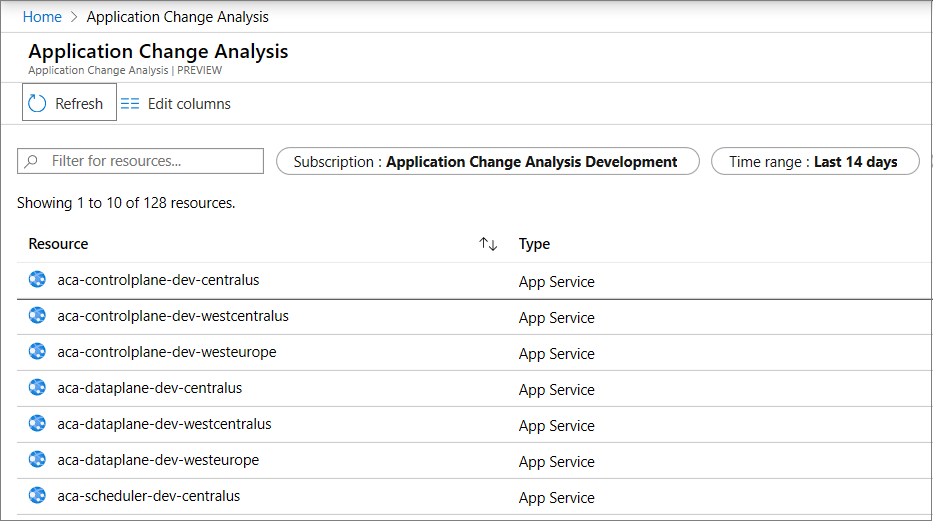 Home > Application Change Analysis
Application Change Analysis
Application Change Analysis | PREVIEW
Refresh Edit columns
Filter for resources... Subscription : Application Change Analysis Development Time range : Last 14 days
Showing 1 to 10 of 128 resources.
Resource Type
aca-controlplane-dev-centralus App Service
aca-controlplane-dev-westcentralus App Service
aca-controlplane-dev-westeurope App Service
aca-dataplane-dev-centralus App Service
aca-dataplane-dev-westcentralus App Service
aca-dataplane-dev-westeurope App Service
aca-scheduler-dev-centralus App Service